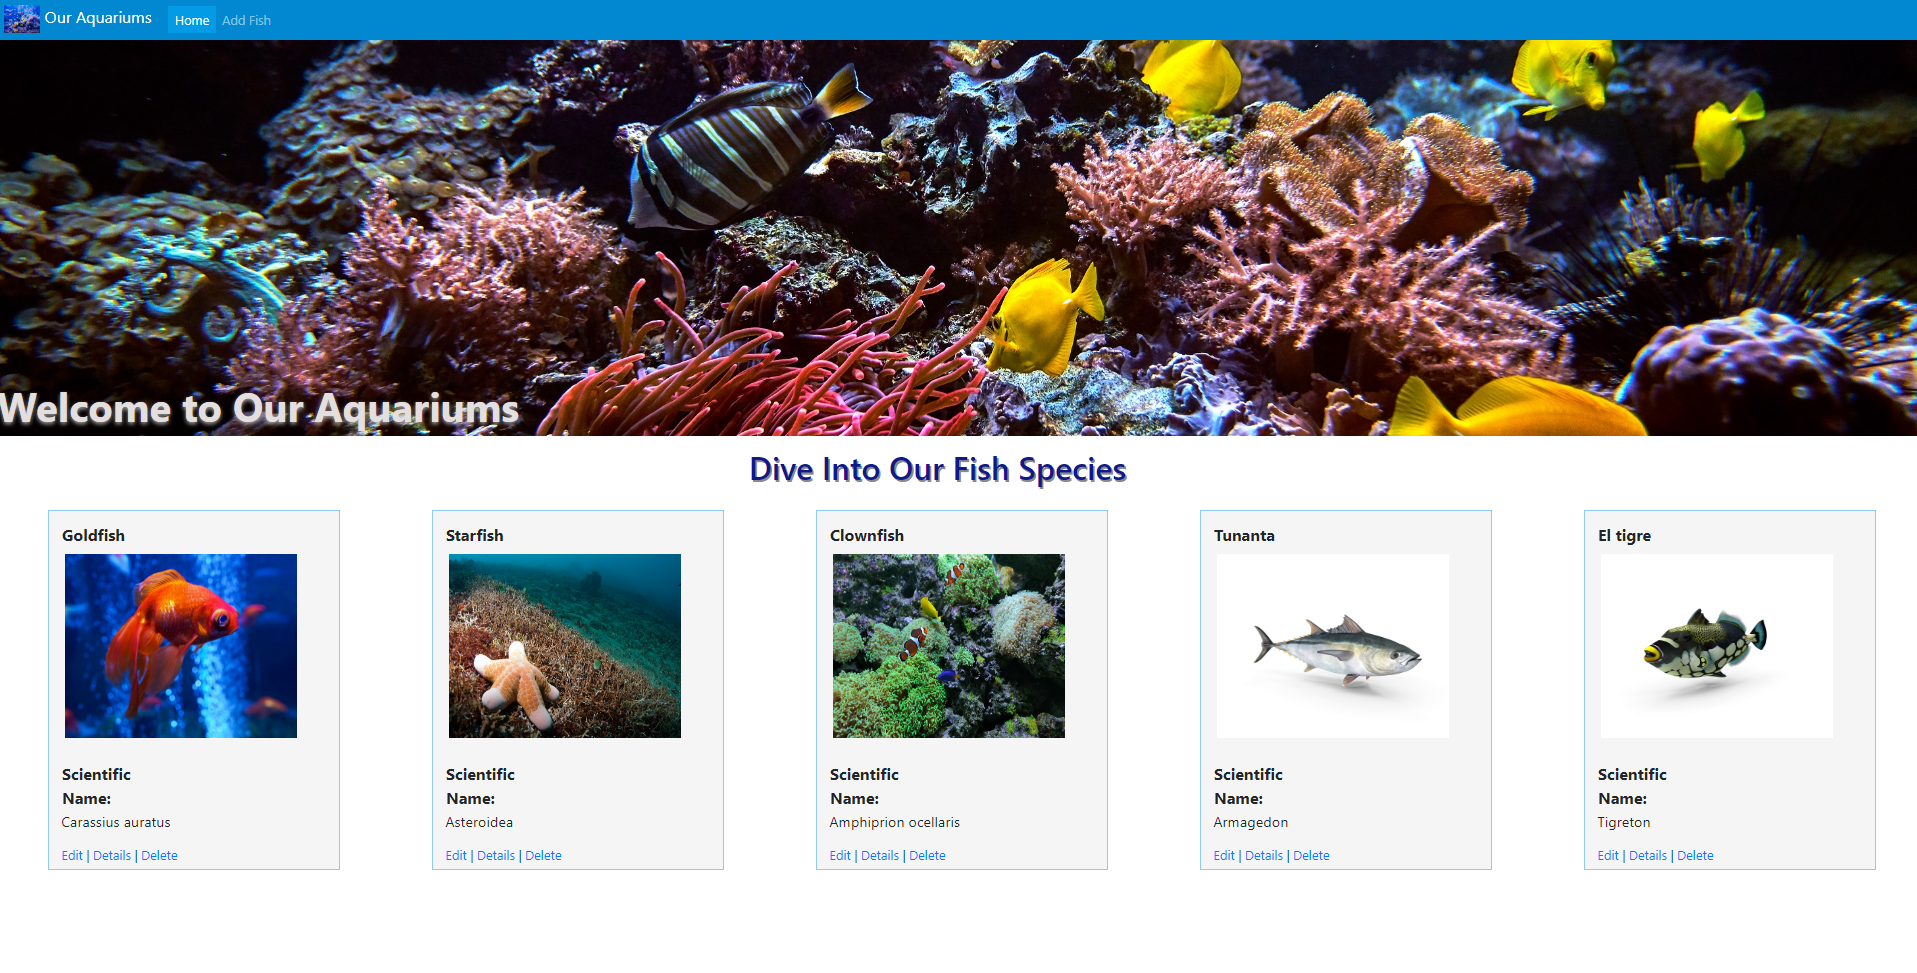 Our Aquariums Home Add Fish
Welcome to Our Aquariums
Dive Into Our Fish Species
Goldfish
Scientific
Name:
Carassius auratus
Edit | Details | Delete
Starfish
Scientific
Name:
Asteroidea
Edit | Details | Delete
Clownfish
Scientific
Name:
Amphiprion ocellaris
Edit | Details | Delete
Tunanta
Scientific
Name:
Armagedon
Edit | Details | Delete
El tigre
Scientific
Name:
Tigreton
Edit | Details | Delete